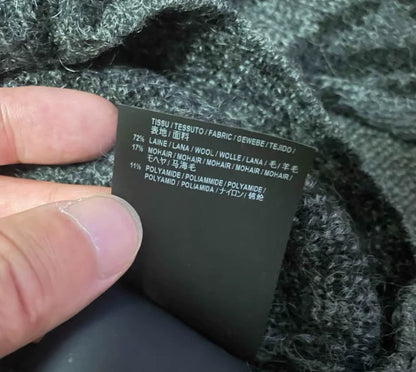 TISSU / TESSUTO / FABRIC / GEWEBE / TEJIDO /
表地 / 面料
72% LAINE / LANA / WOOL / WOLLE / LANA / 毛 / 羊毛
17% MOHAIR / MOHAIR / MOHAIR / MOHAIR / MOHAIR /
モヘヤ / 马海毛
11% POLYAMIDE / POLIAMMIDE / POLYAMIDE /
POLYAMID / POLIAMIDA / ナイロン / 锦纶